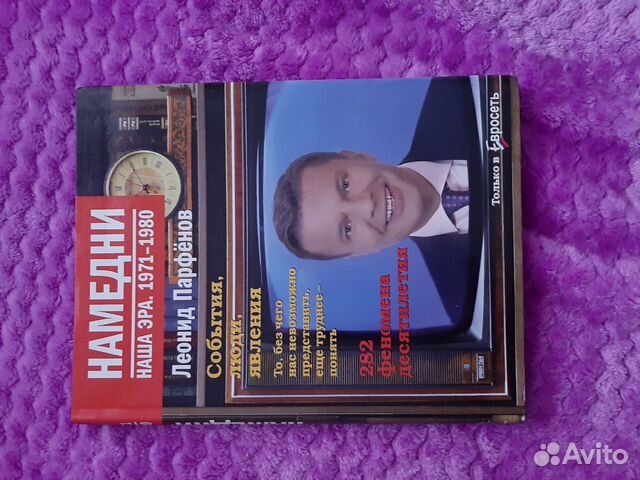 НАМЕДНИ
НАША ЭРА. 1971–1980
Леонид Парфёнов
События,
люди,
явления
То, без чего
нас невозможно
представить,
еще труднее –
понять
282
феномена
десятилетия
Только в Евросеть
Avito